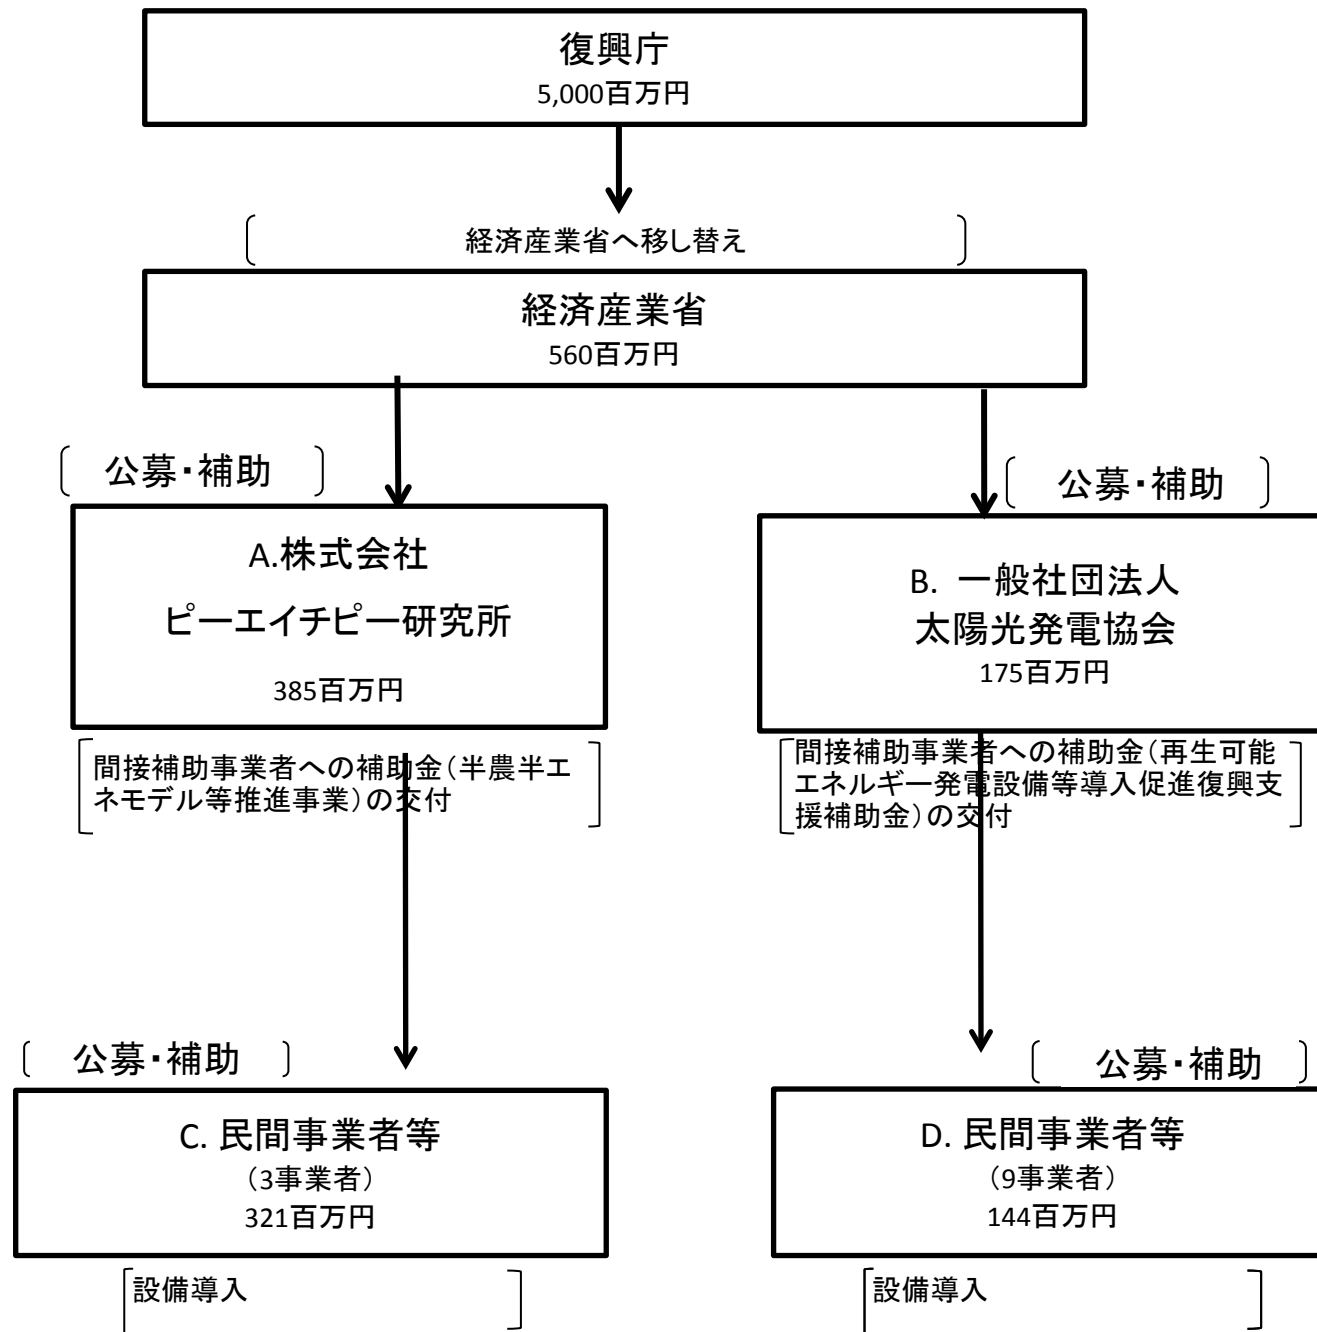 復興庁
5,000百万円
経済産業省へ移し替え
経済産業省
560百万円
公募・補助
公募・補助
A.株式会社
ピーエイチピー研究所
385百万円
B. 一般社団法人
太陽光発電協会
175百万円
間接補助事業者への補助金（半農半エ
ネモデル等推進事業）の交付
間接補助事業者への補助金（再生可能
エネルギー発電設備等導入促進復興支
援補助金）の交付
公募・補助
公募・補助
C. 民間事業者等
（3事業者）
321百万円
D. 民間事業者等
（9事業者）
144百万円
設備導入
設備導入